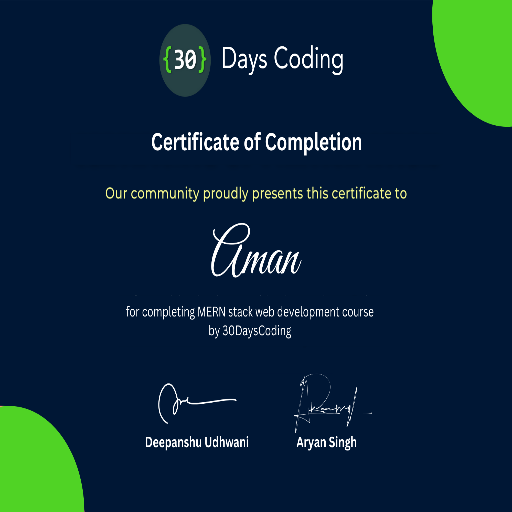 {30} Days Coding
Certificate of Completion
Our community proudly presents this certificate to
Aman
for completing MERN stack web development course
by 30DaysCoding
Deepanshu Udhwani
Aryan Singh